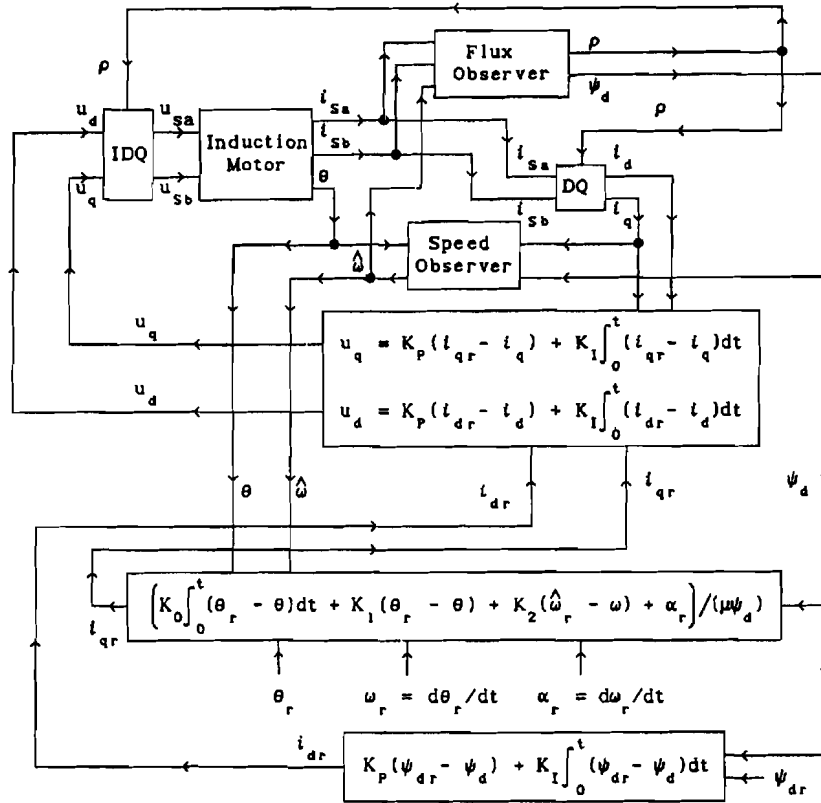 ρ
Flux
Observer
ρ
ψ_d
ρ
u_d
u_q
IDQ
u_Sa
u_Sb
Induction
Motor
i_Sa
i_Sb
θ
i_Sa
i_Sb
DQ
i_d
i_q
ω̂
Speed
Observer
u_q
u_q = K_P(i_qr - i_q) + K_I∫_0^t(i_qr - i_q)dt
u_d
u_d = K_P(i_dr - i_d) + K_I∫_0^t(i_dr - i_d)dt
θ
ω̂
i_dr
i_qr
ψ_d
(K_0∫_0^t(θ_r - θ)dt + K_1(θ_r - θ) + K_2(ω̂_r - ω) + α_r)/(μψ_d)
i_qr
θ_r
ω_r = dθ_r/dt
α_r = dω_r/dt
i_dr
K_P(ψ_dr - ψ_d) + K_I∫_0^t(ψ_dr - ψ_d)dt
ψ_dr